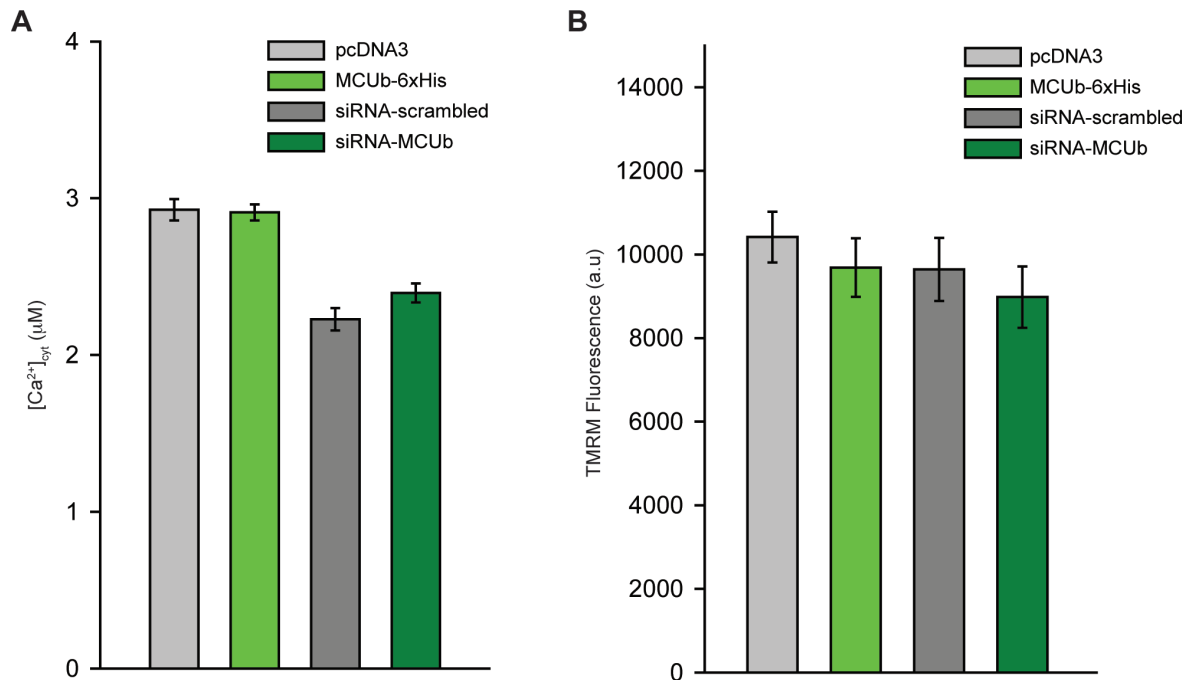 A
4
3
2
1
0
[Ca²⁺]cyt (μM)
pcDNA3
MCUb-6xHis
siRNA-scrambled
siRNA-MCUb
B
14000
12000
10000
8000
6000
4000
2000
0
TMRM Fluorescence (a.u)
pcDNA3
MCUb-6xHis
siRNA-scrambled
siRNA-MCUb